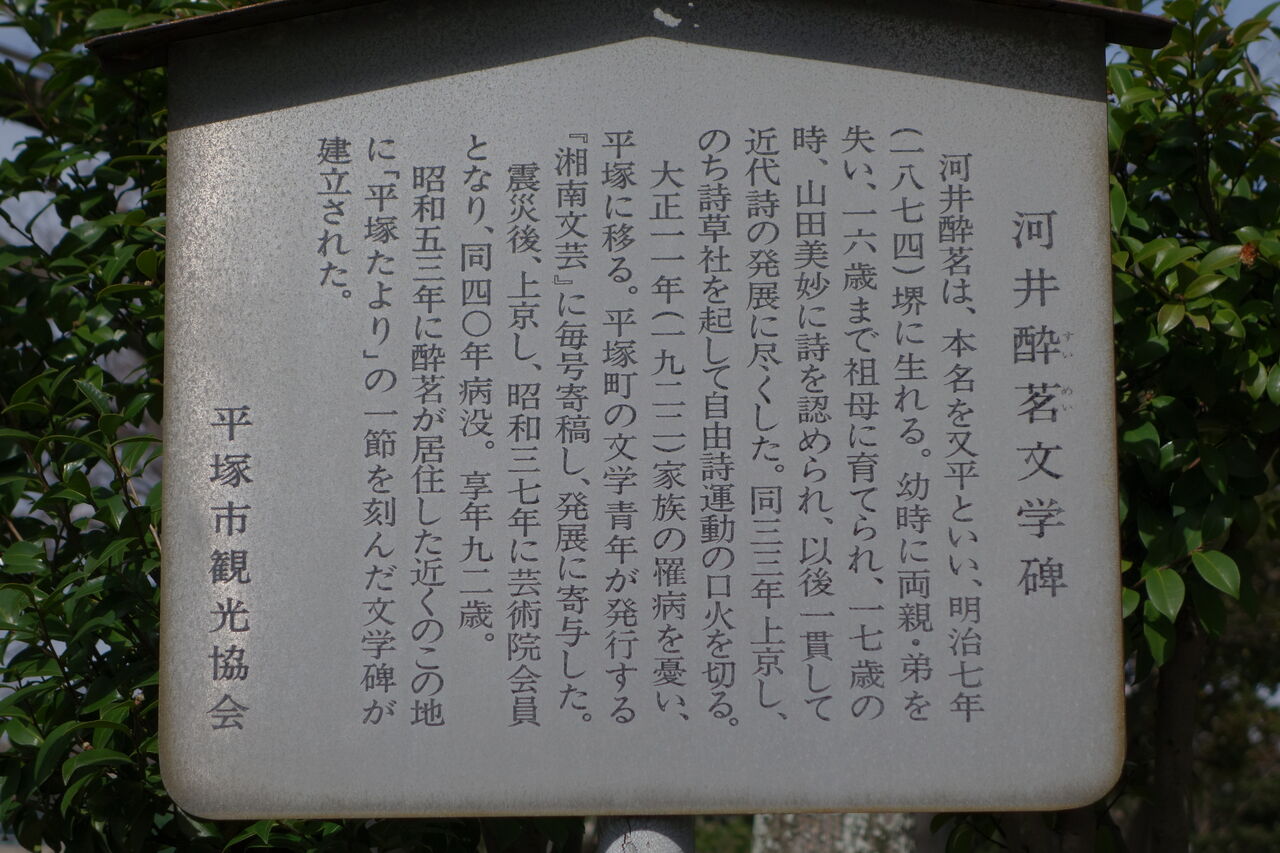 河井酔茗文学碑
すいめい
河井酔茗は、本名を又平といい、明治七年
(一八七四)堺に生れる。幼時に両親・弟を
失い、一六歳まで祖母に育てられ、一七歳の
時、山田美妙に詩を認められ、以後一貫して
近代詩の発展に尽くした。同三三年上京し、
のち詩草社を起して自由詩運動の口火を切る。
大正一一年(一九二二)家族の罹病を憂い、
平塚に移る。平塚町の文学青年が発行する
『湘南文芸』に毎号寄稿し、発展に寄与した。
震災後、上京し、昭和三七年に芸術院会員
となり、同四〇年病没。享年九二歳。
昭和五三年に酔茗が居住した近くのこの地
に「平塚たより」の一節を刻んだ文学碑が
建立された。
平塚市観光協会